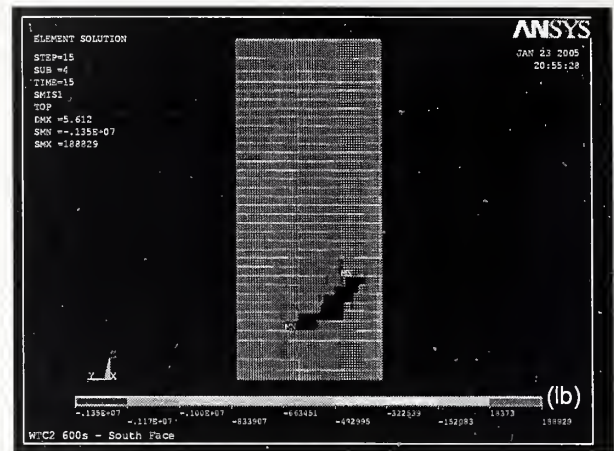 ELEMENT SOLUTION
STEP=15
SUB =4
TIME=15
SMIS1
TOP
DMX =5.612
SMN =-.135E+07
SMX =188829
ANSYS
JAN 23 2005
20:55:28
MX
MN
Y X
(lb)
-.135E+07 -.100E+07 -663451 -322539 18373
-.117E+07 -833907 -492995 -152083 188829
WTC2 600s - South Face